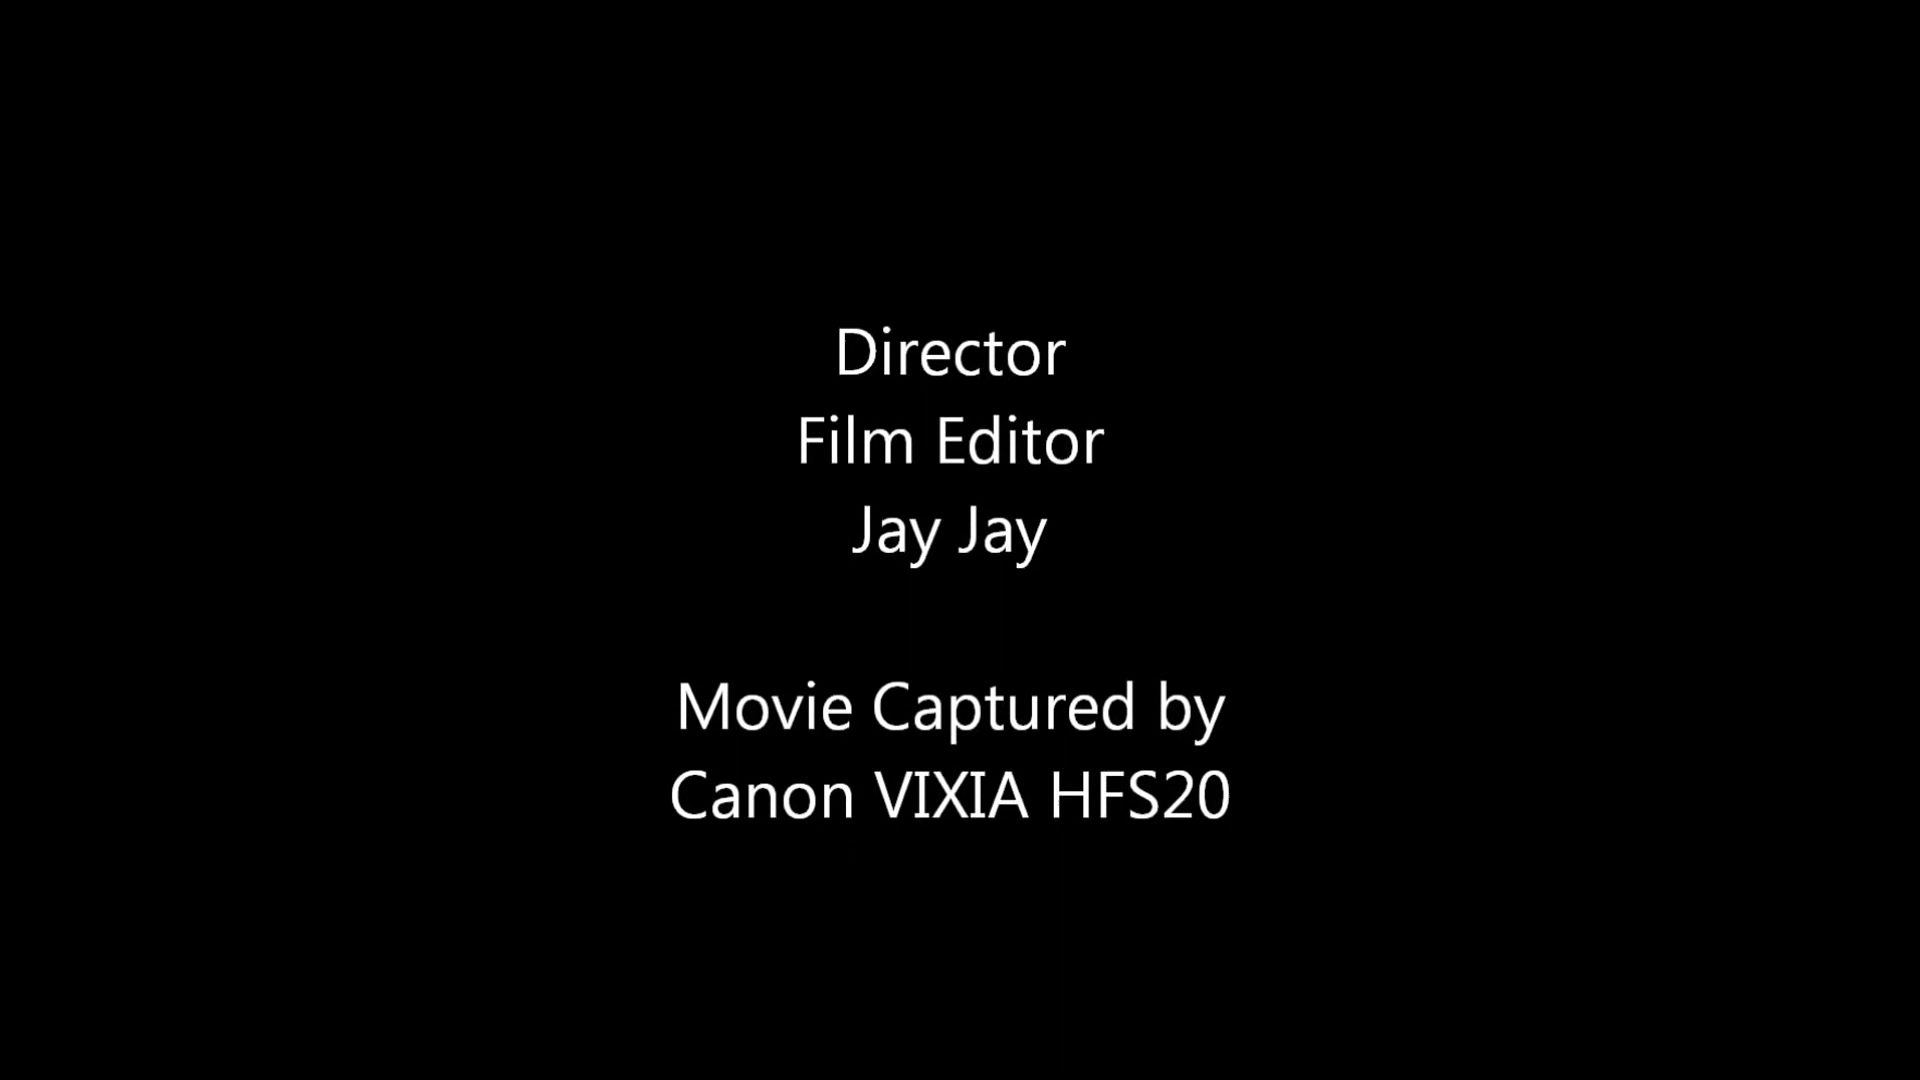 Director
Film Editor
Jay Jay
Movie Captured by
Canon VIXIA HFS20